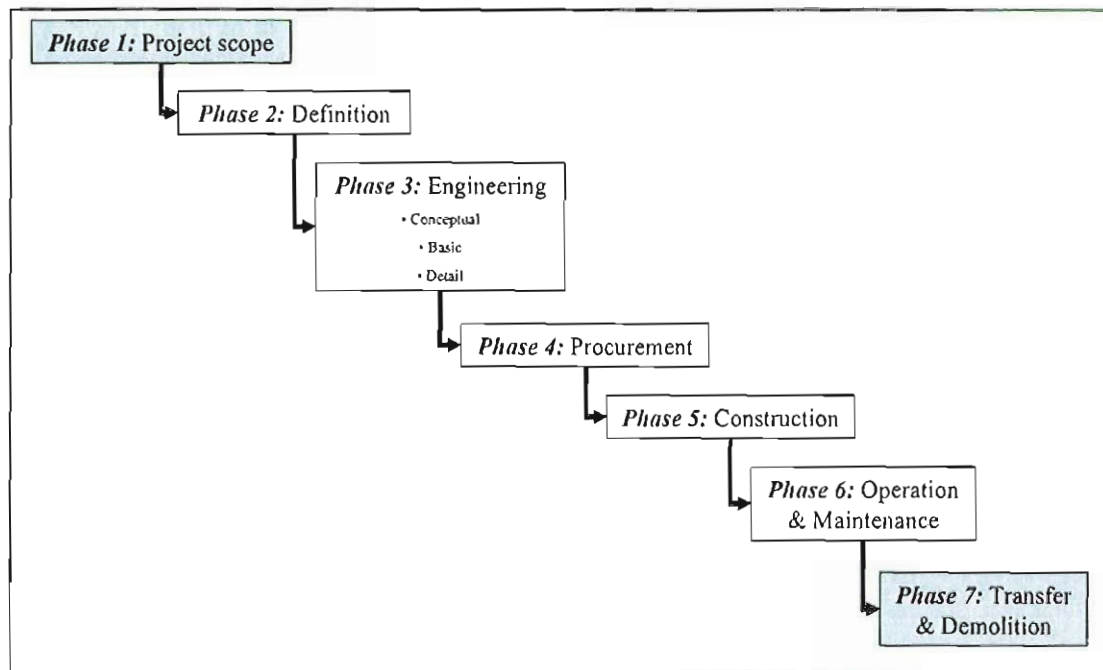 Phase 1: Project scope
Phase 2: Definition
Phase 3: Engineering
• Conceptual
• Basic
• Detail
Phase 4: Procurement
Phase 5: Construction
Phase 6: Operation
& Maintenance
Phase 7: Transfer
& Demolition